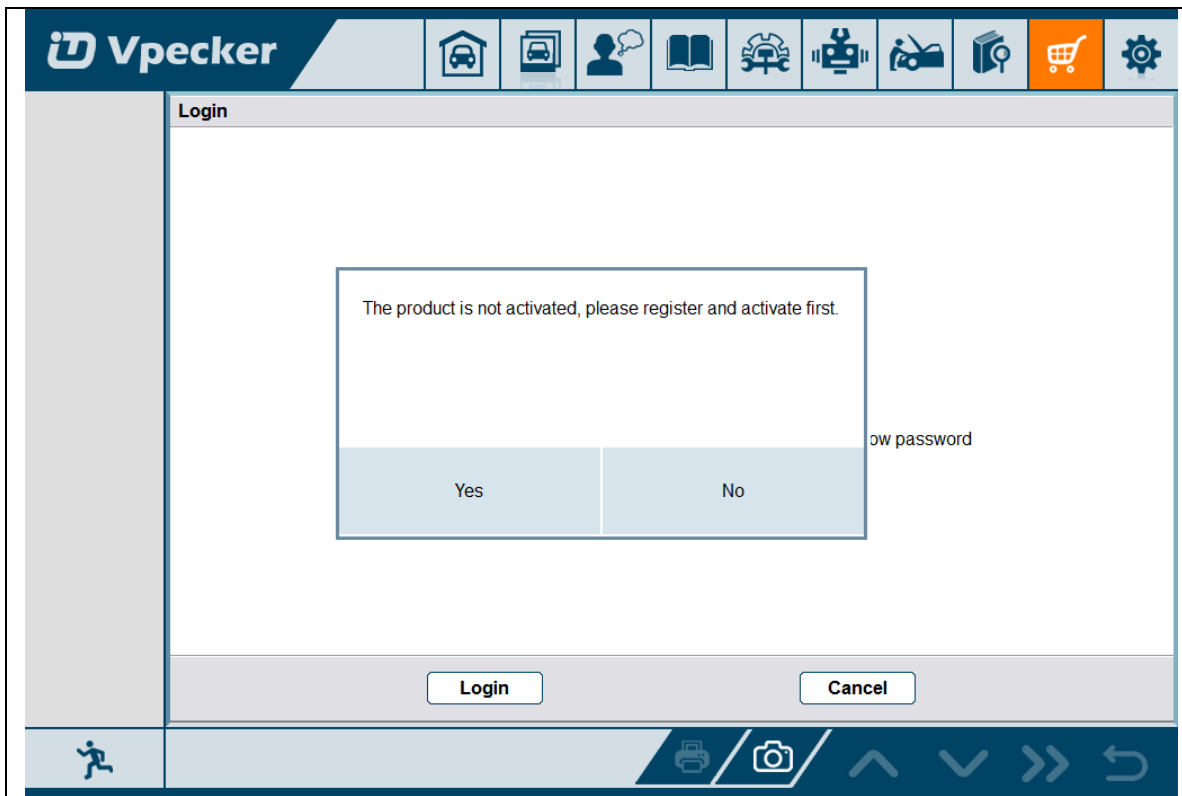 Vpecker
Login
The product is not activated, please register and activate first.
ow password
Yes
No
Login
Cancel